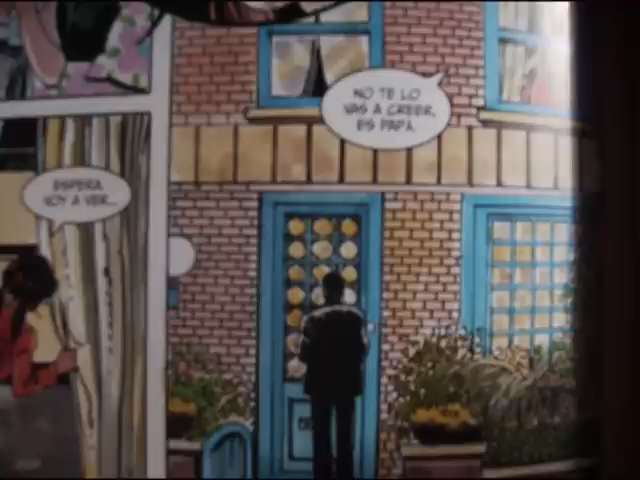 ESPERA,
VOY A VER...
NO TE LO
VAS A CREER,
ES PAPÁ.